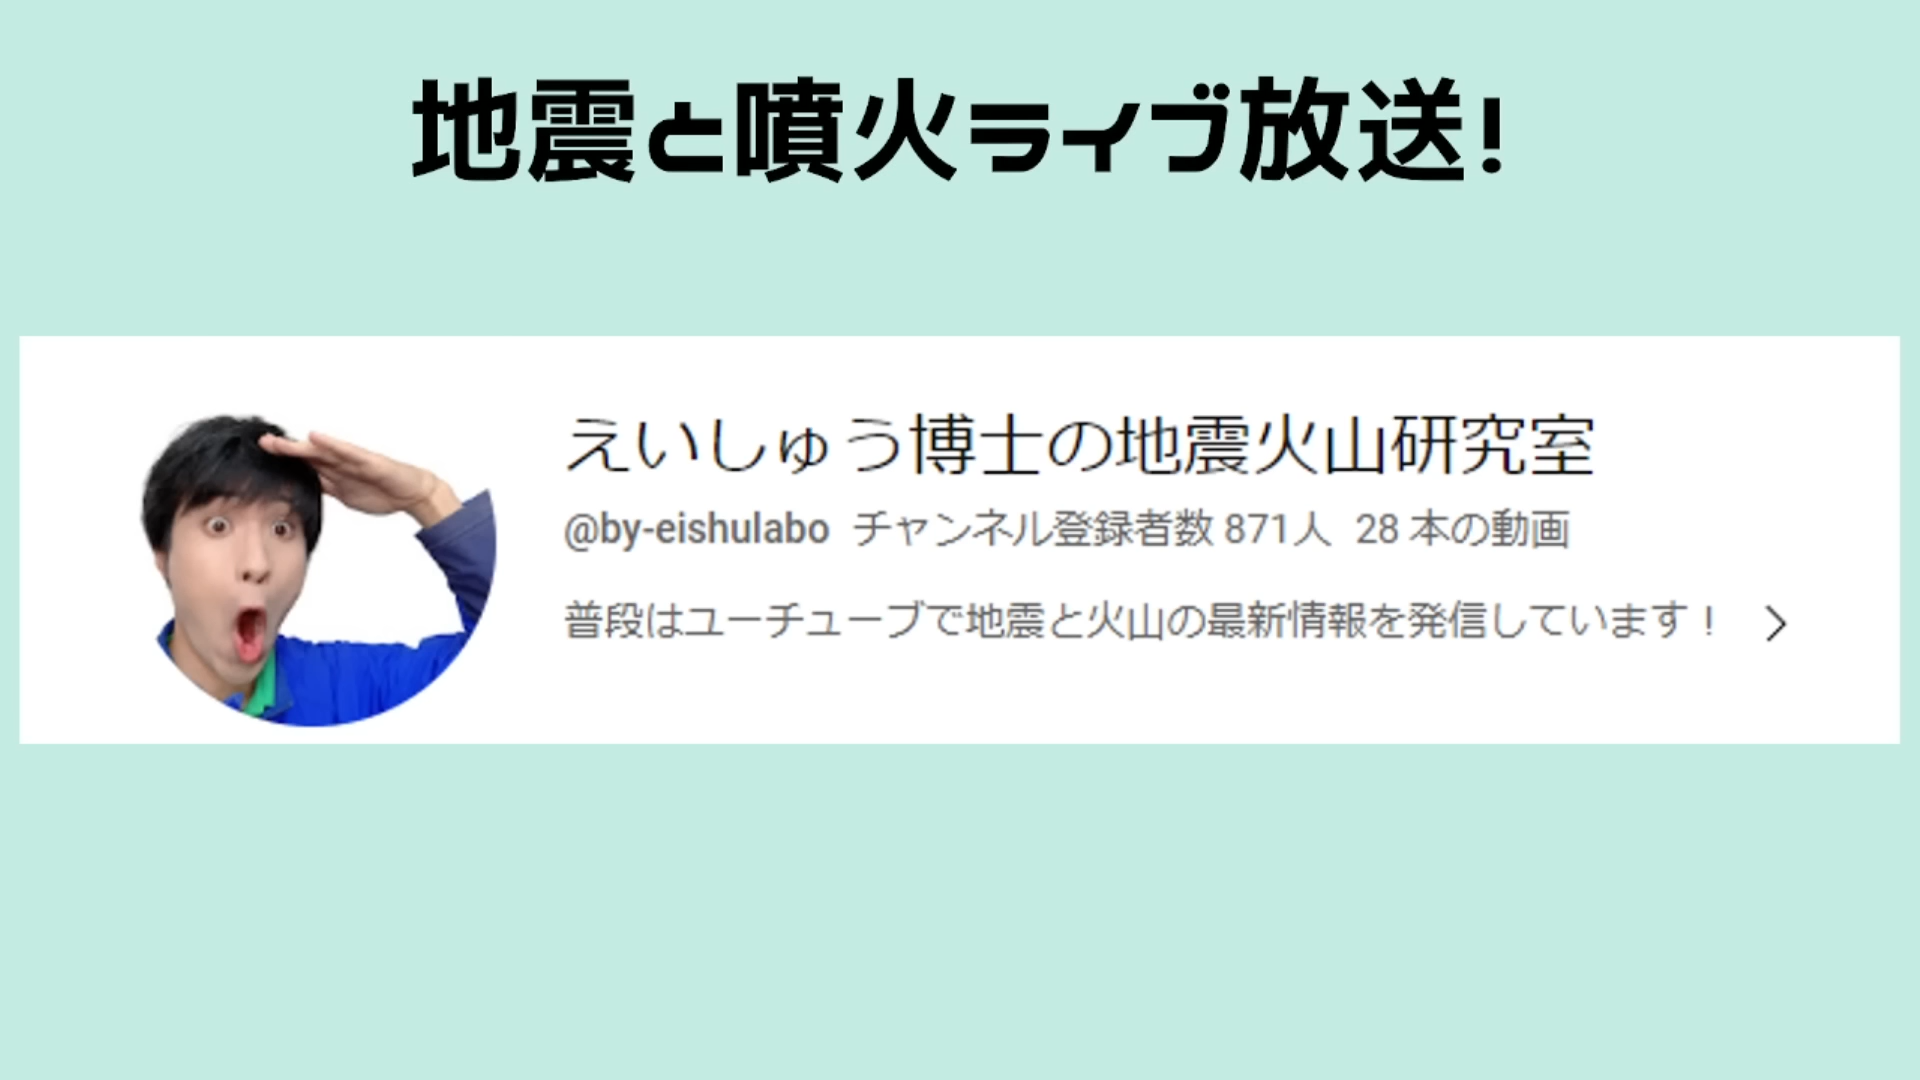 地震と噴火ライブ放送!
えいしゅう博士の地震火山研究室
@by-eishulabo チャンネル登録者数 871人 28 本の動画
普段はユーチューブで地震と火山の最新情報を発信しています！